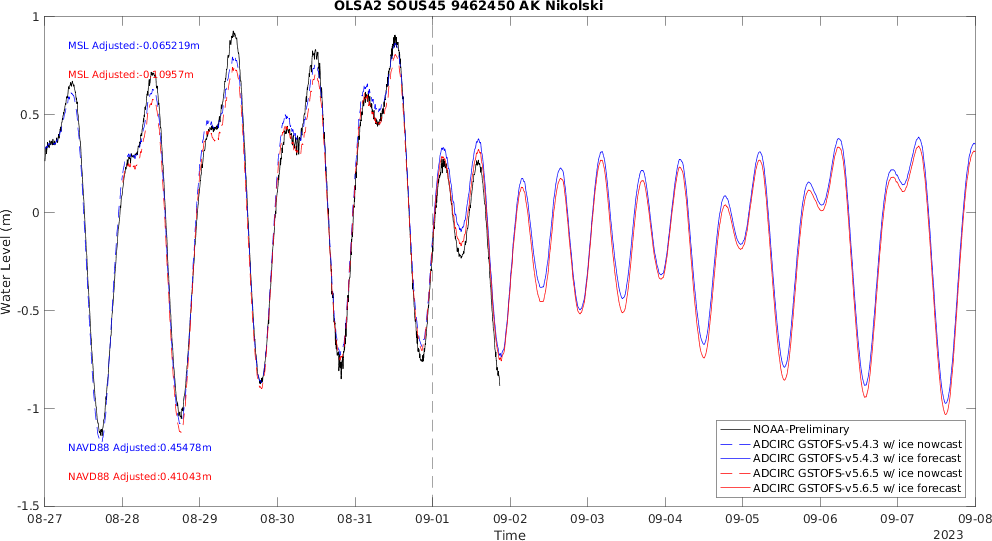 OLSA2 SOUS45 9462450 AK Nikolski
MSL Adjusted:-0.065219m
MSL Adjusted:-0.10957m
NAVD88 Adjusted:0.45478m
NAVD88 Adjusted:0.41043m
1
0.5
0
-0.5
-1
-1.5
Water Level (m)
NOAA-Preliminary
ADCIRC GSTOFS-v5.4.3 w/ ice nowcast
ADCIRC GSTOFS-v5.4.3 w/ ice forecast
ADCIRC GSTOFS-v5.6.5 w/ ice nowcast
ADCIRC GSTOFS-v5.6.5 w/ ice forecast
08-27 08-28 08-29 08-30 08-31 09-01 09-02 09-03 09-04 09-05 09-06 09-07 09-08
Time
2023